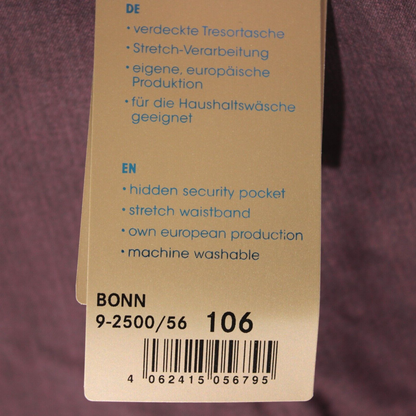 DE
• verdeckte Tresortasche
• Stretch-Verarbeitung
• eigene, europäische
Produktion
• für die Haushaltswäsche
geeignet
EN
• hidden security pocket
• stretch waistband
• own european production
• machine washable
BONN
9-2500/56 106
4 062415 056795